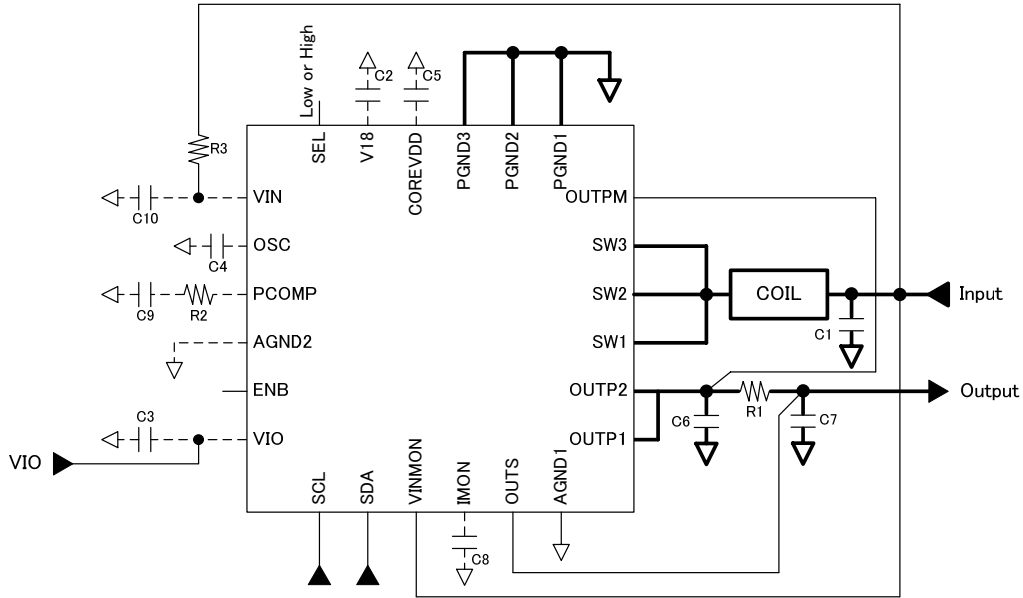 Low or High
C2
C5
R3
SEL
V18
COREVDD
PGND3
PGND2
PGND1
C10
VIN
OUTPM
C4
OSC
SW3
C9
R2
PCOMP
SW2
COIL
Input
C1
AGND2
SW1
ENB
OUTP2
R1
Output
C6
C7
C3
VIO
OUTP1
VIO
SCL
SDA
VINMON
IMON
OUTS
AGND1
C8